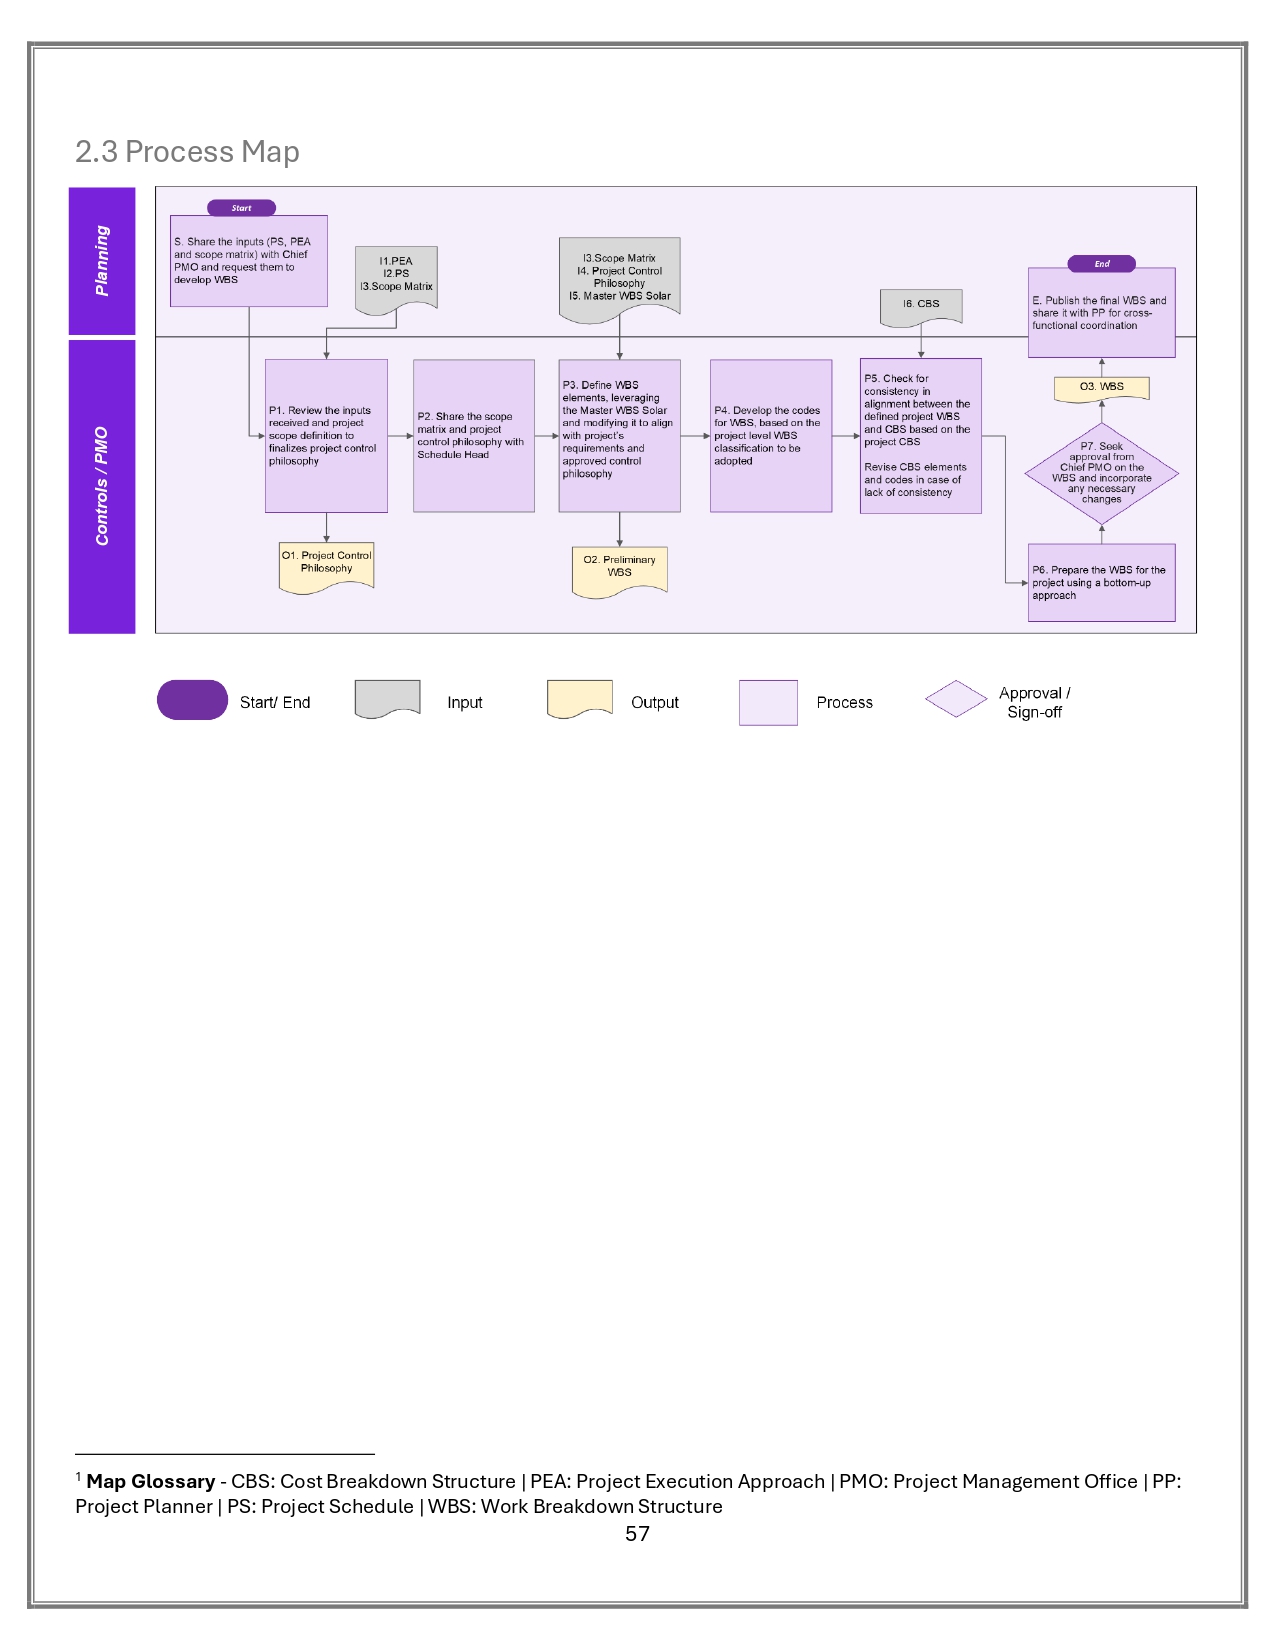 2.3 Process Map
Planning
Start
S. Share the inputs (PS, PEA
and scope matrix) with Chief
PMO and request them to
develop WBS
I1.PEA
I2.PS
I3.Scope Matrix
I3.Scope Matrix
I4. Project Control
Philosophy
I5. Master WBS Solar
I6. CBS
End
E. Publish the final WBS and
share it with PP for cross-
functional coordination
Controls / PMO
P1. Review the inputs
received and project
scope definition to
finalizes project control
philosophy
P2. Share the scope
matrix and project
control philosophy with
Schedule Head
P3. Define WBS
elements, leveraging
the Master WBS Solar
and modifying it to align
with project's
requirements and
approved control
philosophy
P4. Develop the codes
for WBS, based on the
project level WBS
classification to be
adopted
P5. Check for
consistency in
alignment between the
defined project WBS
and CBS based on the
project CBS
Revise CBS elements
and codes in case of
lack of consistency
O3. WBS
P7. Seek
approval from
Chief PMO on the
WBS and incorporate
any necessary
changes
P6. Prepare the WBS for the
project using a bottom-up
approach
O1. Project Control
Philosophy
O2. Preliminary
WBS
Start/ End
Input
Output
Process
Approval /
Sign-off
1 Map Glossary - CBS: Cost Breakdown Structure | PEA: Project Execution Approach | PMO: Project Management Office | PP:
Project Planner | PS: Project Schedule | WBS: Work Breakdown Structure
57